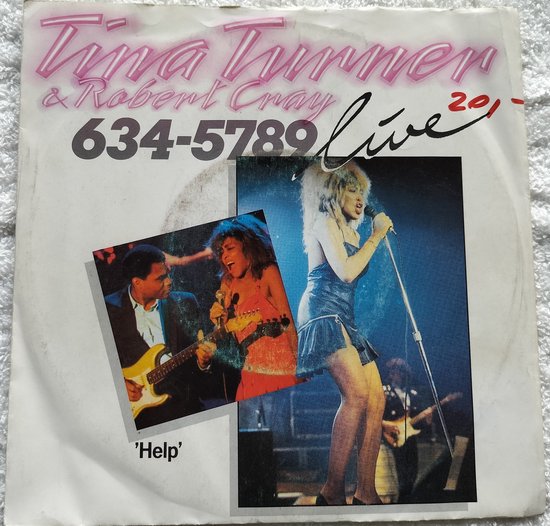 Tina Turner
& Robert Cray
634-5789 live
20,-
'Help'